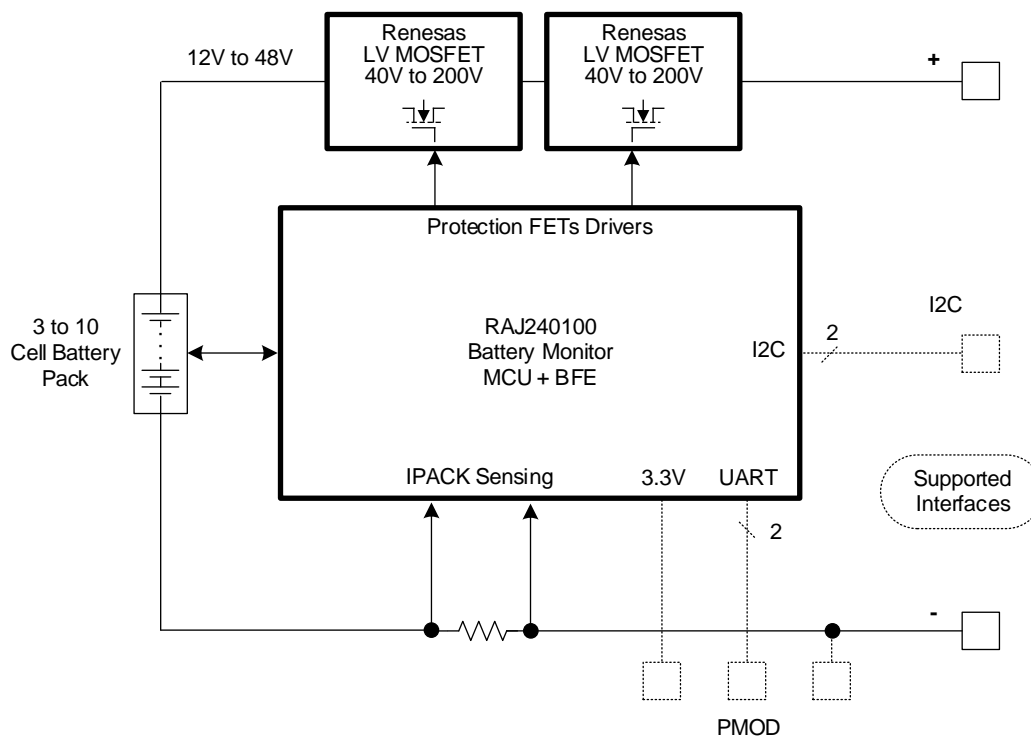 Renesas
LV MOSFET
40V to 200V
Renesas
LV MOSFET
40V to 200V
12V to 48V
+
Protection FETs Drivers
3 to 10
Cell Battery
Pack
RAJ240100
Battery Monitor
MCU + BFE
I2C
2
I2C
IPACK Sensing
3.3V
UART
2
Supported
Interfaces
-
PMOD